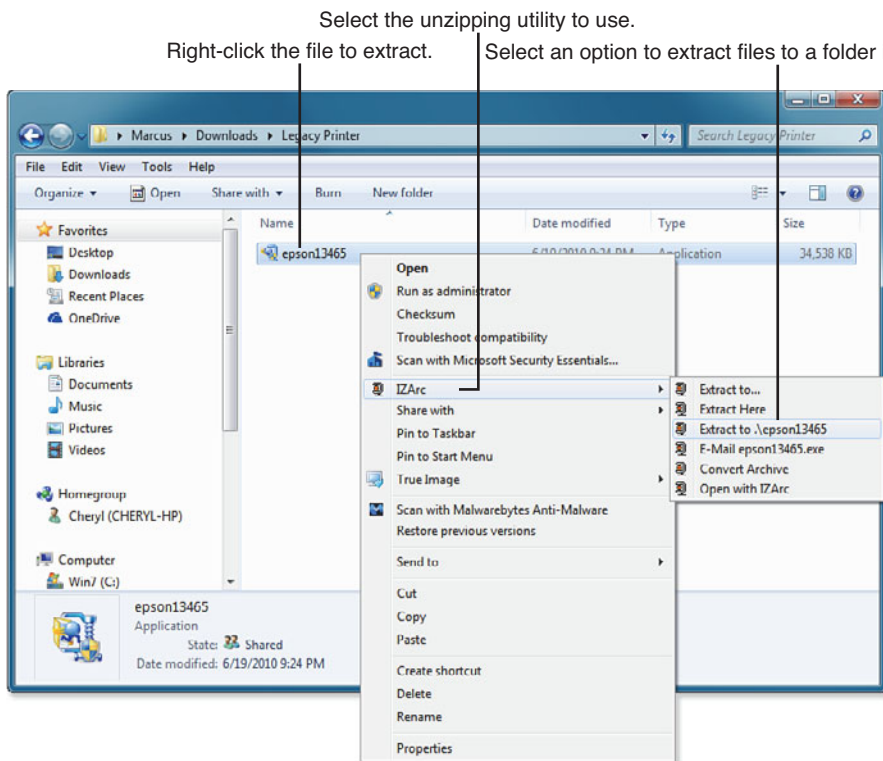 Select the unzipping utility to use.
Right-click the file to extract.
Select an option to extract files to a folder
Marcus Downloads Legacy Printer
Search Legacy Printer
File Edit View Tools Help
Organize Open Share with Burn New folder
Name Date modified Type Size
epson13465 6/19/2010 9:24 PM Application 34,538 KB
Favorites
Desktop
Downloads
Recent Places
OneDrive
Libraries
Documents
Music
Pictures
Videos
Homegroup
Cheryl (CHERYL-HP)
Computer
Win7 (C:)
Open
Run as administrator
Checksum
Troubleshoot compatibility
Scan with Microsoft Security Essentials...
IZArc
Share with
Pin to Taskbar
Pin to Start Menu
True Image
Scan with Malwarebytes Anti-Malware
Restore previous versions
Send to
Cut
Copy
Paste
Create shortcut
Delete
Rename
Properties
Extract to...
Extract Here
Extract to .\epson13465
E-Mail epson13465.exe
Convert Archive
Open with IZArc
epson13465
Application
State: Shared
Date modified: 6/19/2010 9:24 PM